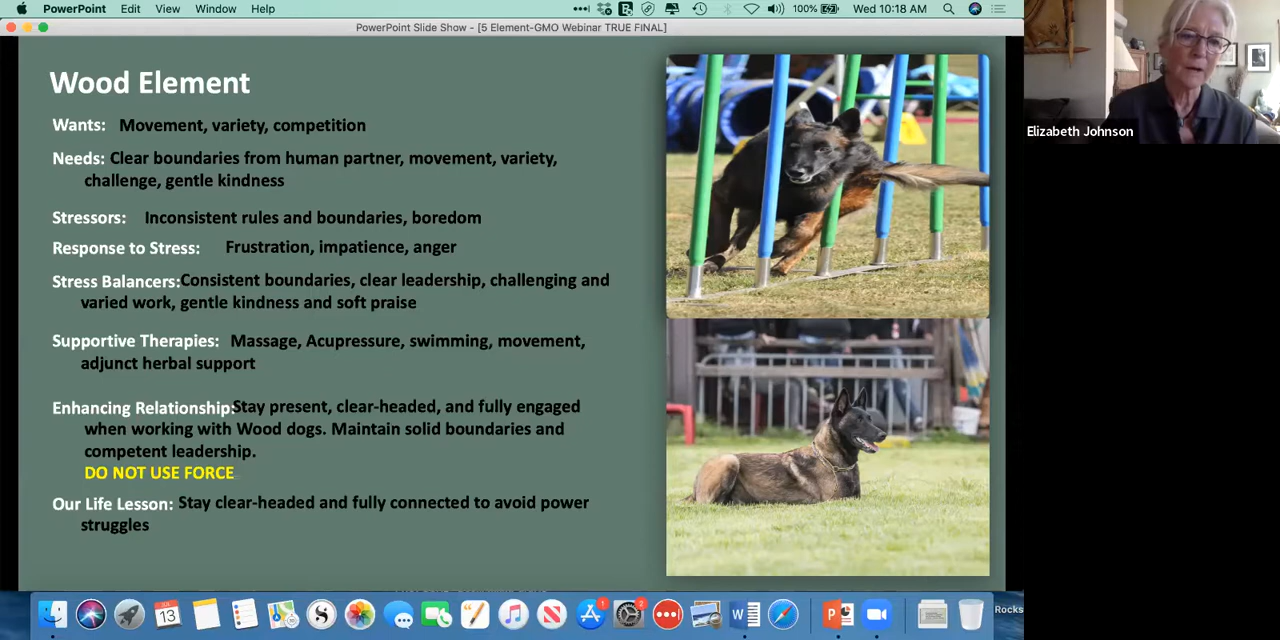 PowerPoint Edit View Window Help 100% Wed 10:18 AM
PowerPoint Slide Show - [5 Element-GMO Webinar TRUE FINAL]
Wood Element
Wants: Movement, variety, competition
Needs: Clear boundaries from human partner, movement, variety,
challenge, gentle kindness
Stressors: Inconsistent rules and boundaries, boredom
Response to Stress: Frustration, impatience, anger
Stress Balancers:Consistent boundaries, clear leadership, challenging and
varied work, gentle kindness and soft praise
Supportive Therapies: Massage, Acupressure, swimming, movement,
adjunct herbal support
Enhancing Relationship:Stay present, clear-headed, and fully engaged
when working with Wood dogs. Maintain solid boundaries and
competent leadership.
DO NOT USE FORCE
Our Life Lesson: Stay clear-headed and fully connected to avoid power
struggles
Elizabeth Johnson
13
1
2
Rocks